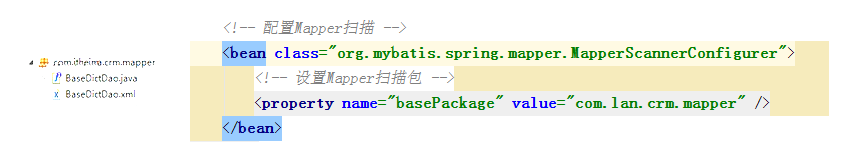 com.itheima.crm.mapper
BaseDictDao.java
BaseDictDao.xml
<!-- 配置Mapper扫描 -->
<bean class="org.mybatis.spring.mapper.MapperScannerConfigurer">
<!-- 设置Mapper扫描包 -->
<property name="basePackage" value="com.lan.crm.mapper" />
</bean>